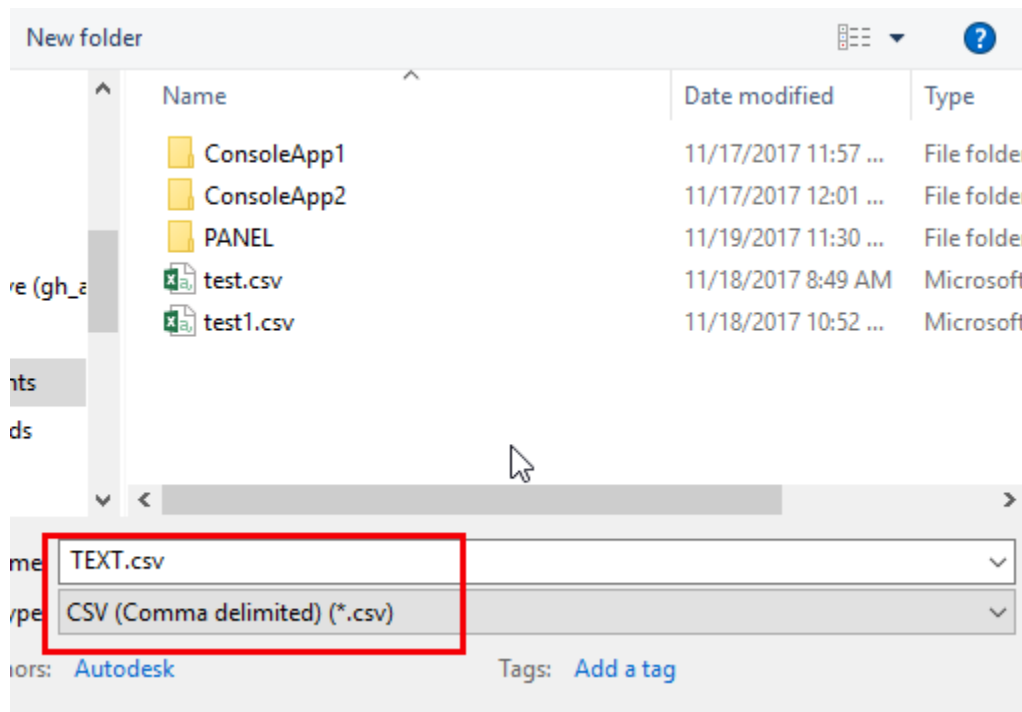 New folder
?
Name Date modified Type
ConsoleApp1 11/17/2017 11:57 ... File folde
ConsoleApp2 11/17/2017 12:01 ... File folde
PANEL 11/19/2017 11:30 ... File folde
ve (gh_a test.csv 11/18/2017 8:49 AM Microsoft
test1.csv 11/18/2017 10:52 ... Microsoft
nts
ds
me TEXT.csv
ype CSV (Comma delimited) (*.csv)
hors: Autodesk Tags: Add a tag